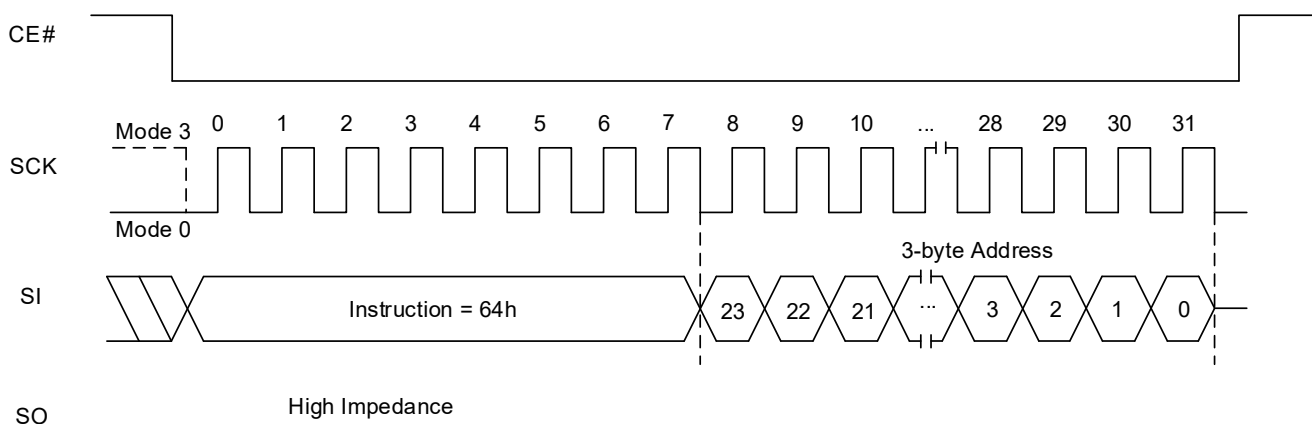 CE#
Mode 3 0 1 2 3 4 5 6 7 8 9 10 ... 28 29 30 31
SCK
Mode 0
3-byte Address
SI Instruction = 64h 23 22 21 ... 3 2 1 0
High Impedance
SO